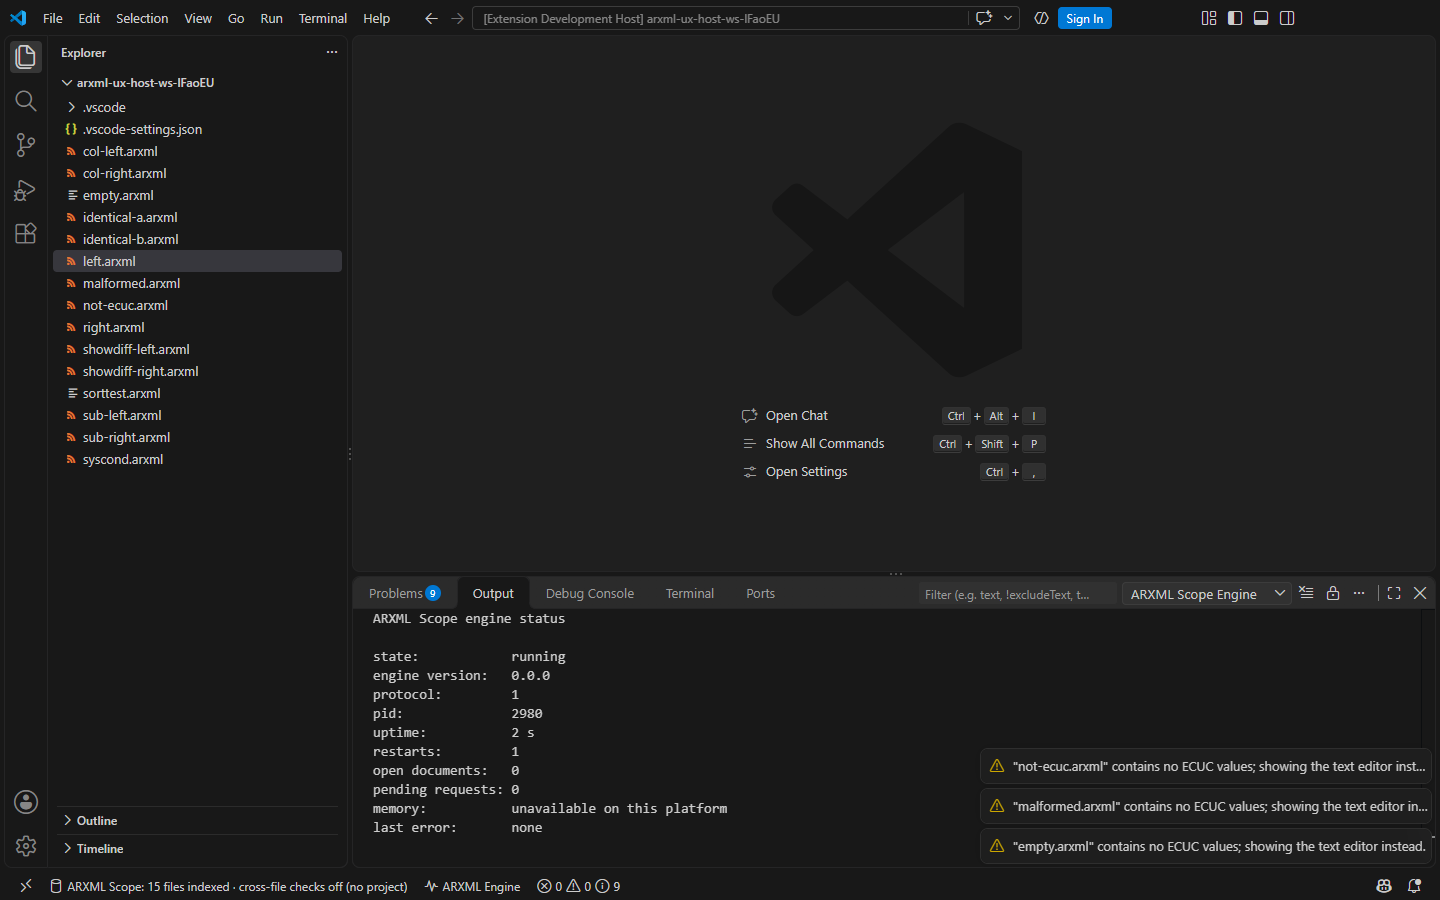 File Edit Selection View Go Run Terminal Help
[Extension Development Host] arxml-ux-host-ws-IFaoEU
Sign In
Explorer
arxml-ux-host-ws-IFaoEU
.vscode
{} .vscode-settings.json
col-left.arxml
col-right.arxml
empty.arxml
identical-a.arxml
identical-b.arxml
left.arxml
malformed.arxml
not-ecuc.arxml
right.arxml
showdiff-left.arxml
showdiff-right.arxml
sorttest.arxml
sub-left.arxml
sub-right.arxml
syscond.arxml
Outline
Timeline
Open Chat Ctrl + Alt + I
Show All Commands Ctrl + Shift + P
Open Settings Ctrl + ,
Problems 9 Output Debug Console Terminal Ports
Filter (e.g. text, !excludeText, t...
ARXML Scope Engine
ARXML Scope engine status
state: running
engine version: 0.0.0
protocol: 1
pid: 2980
uptime: 2 s
restarts: 1
open documents: 0
pending requests: 0
memory: unavailable on this platform
last error: none
"not-ecuc.arxml" contains no ECUC values; showing the text editor inst...
"malformed.arxml" contains no ECUC values; showing the text editor in...
"empty.arxml" contains no ECUC values; showing the text editor instead.
ARXML Scope: 15 files indexed · cross-file checks off (no project) ARXML Engine 0 0 9